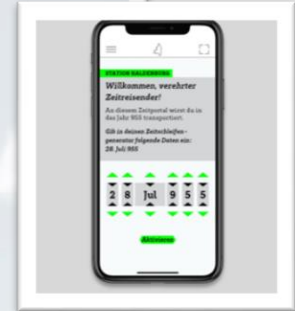 STATION HALDENBURG
Willkommen, verehrter
Zeitreisender!
An diesem Zeitportal wirst du in
das Jahr 955 transportiert.
Gib in deinen Zeitschleifen-
generator folgende Daten ein:
28. Juli 955
2 8 Jul 9 5 5
Aktivieren